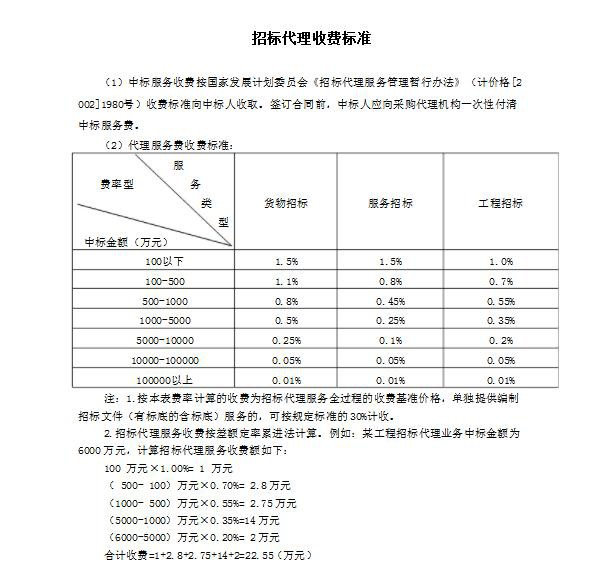 招标代理收费标准
（1）中标服务收费按国家发展计划委员会《招标代理服务管理暂行办法》（计价格[2
002]1980号）收费标准向中标人收取。签订合同前，中标人应向采购代理机构一次性付清
中标服务费。
（2）代理服务费收费标准：
服务类型
费率型
中标金额（万元）
货物招标 服务招标 工程招标
100以下 1.5% 1.5% 1.0%
100-500 1.1% 0.8% 0.7%
500-1000 0.8% 0.45% 0.55%
1000-5000 0.5% 0.25% 0.35%
5000-10000 0.25% 0.1% 0.2%
10000-100000 0.05% 0.05% 0.05%
100000以上 0.01% 0.01% 0.01%
注：1.按本表费率计算的收费为招标代理服务全过程的收费基准价格，单独提供编制
招标文件（有标底的含标底）服务的，可按规定标准的30%计收。
2.招标代理服务收费按差额定率累进法计算。例如：某工程招标代理业务中标金额为
6000万元，计算招标代理服务收费额如下：
100 万元×1.00%= 1 万元
（ 500- 100）万元×0.70%= 2.8万元
（1000- 500）万元×0.55%= 2.75万元
（5000-1000）万元×0.35%=14万元
（6000-5000）万元×0.20%= 2万元
合计收费=1+2.8+2.75+14+2=22.55（万元）